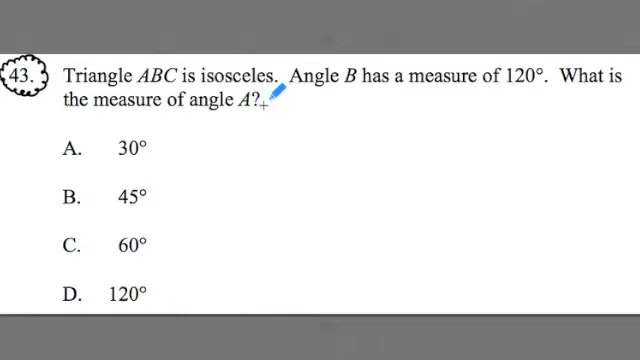 43. Triangle ABC is isosceles. Angle B has a measure of 120°. What is
the measure of angle A?
A. 30°
B. 45°
C. 60°
D. 120°